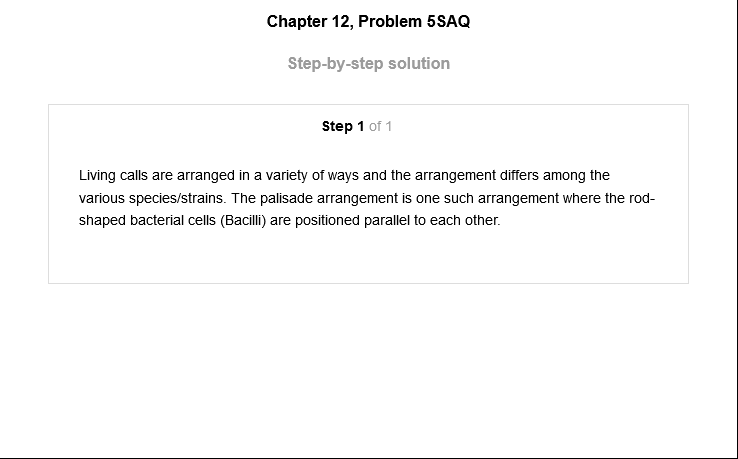 Chapter 12, Problem 5SAQ
Step-by-step solution
Step 1 of 1
Living calls are arranged in a variety of ways and the arrangement differs among the
various species/strains. The palisade arrangement is one such arrangement where the rod-
shaped bacterial cells (Bacilli) are positioned parallel to each other.